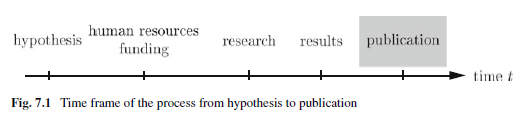 hypothesis
human resources
funding
research
results
publication
time t
Fig. 7.1 Time frame of the process from hypothesis to publication